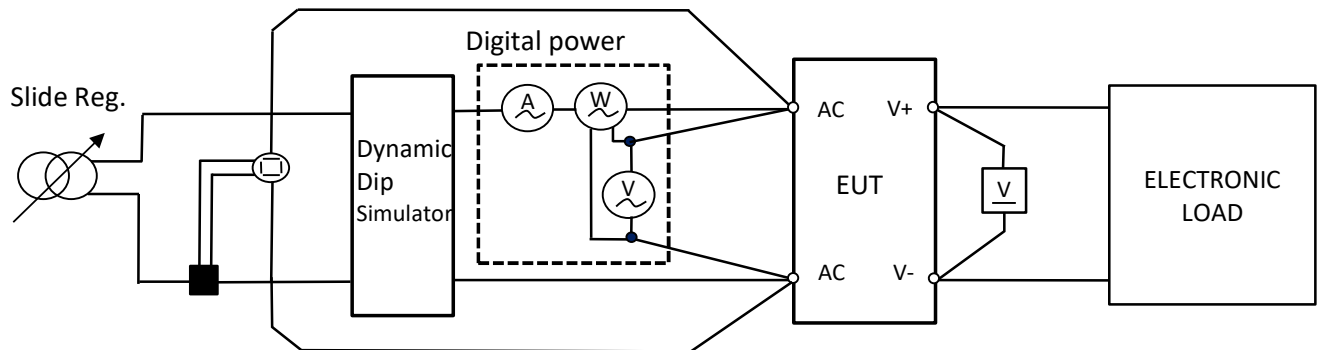 Digital power
Slide Reg.
A
W
V
Dynamic
Dip
Simulator
AC
V+
EUT
AC
V-
V
ELECTRONIC
LOAD